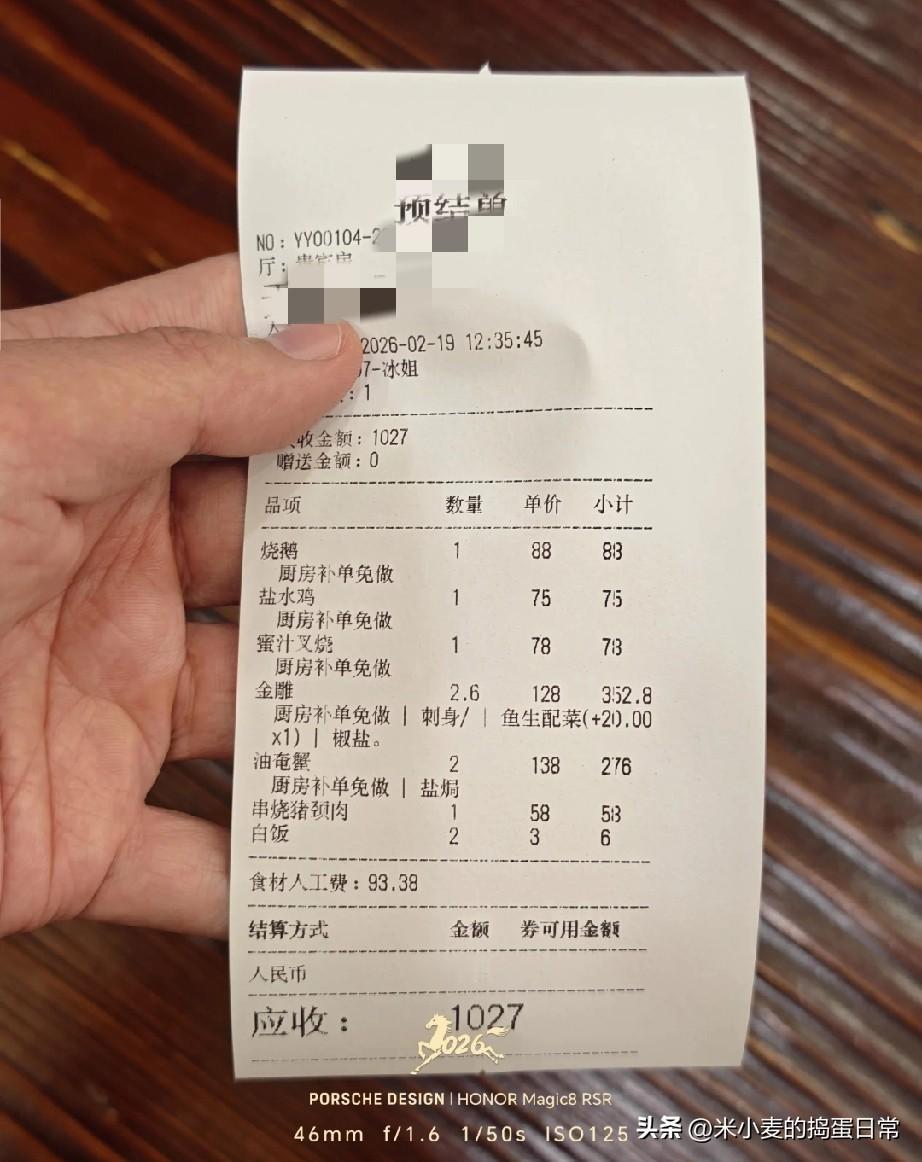 预结单
NO：YY00104-2
厅：贵宾房
2026-02-19 12:35:45
07-冰姐
：1
收金额：1027
赠送金额：0
品项 数量 单价 小计
烧鹅 1 88 88
厨房补单免做
盐水鸡 1 75 75
厨房补单免做
蜜汁叉烧 1 78 78
厨房补单免做
金雕 2.6 128 352.8
厨房补单免做 | 刺身/ | 鱼生配菜(+20.00
x1) | 椒盐。
油奄蟹 2 138 276
厨房补单免做 | 盐焗
串烧猪颈肉 1 58 58
白饭 2 3 6
食材人工费：93.38
结算方式 金额 券可用金额
人民币
应收： 1027
2026
PORSCHE DESIGN | HONOR Magic8 RSR
46mm f/1.6 1/50s ISO125
头条 @米小麦的捣蛋日常